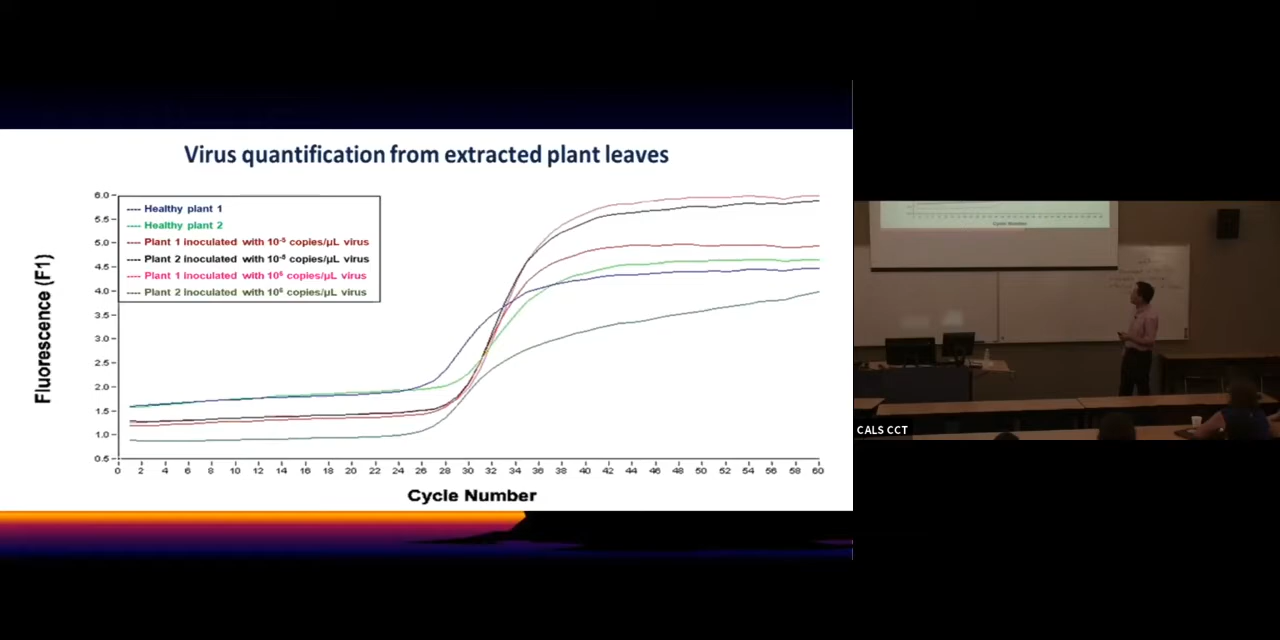 Virus quantification from extracted plant leaves
Fluorescence (F1)
6.0
5.5
5.0
4.5
4.0
3.5
3.0
2.5
2.0
1.5
1.0
0.5
---- Healthy plant 1
---- Healthy plant 2
---- Plant 1 inoculated with 10⁻⁵ copies/µL virus
---- Plant 2 inoculated with 10⁻⁵ copies/µL virus
---- Plant 1 inoculated with 10⁶ copies/µL virus
---- Plant 2 inoculated with 10⁶ copies/µL virus
0 2 4 6 8 10 12 14 16 18 20 22 24 26 28 30 32 34 36 38 40 42 44 46 48 50 52 54 56 58 60
Cycle Number
Cycle Number
CALS CCT